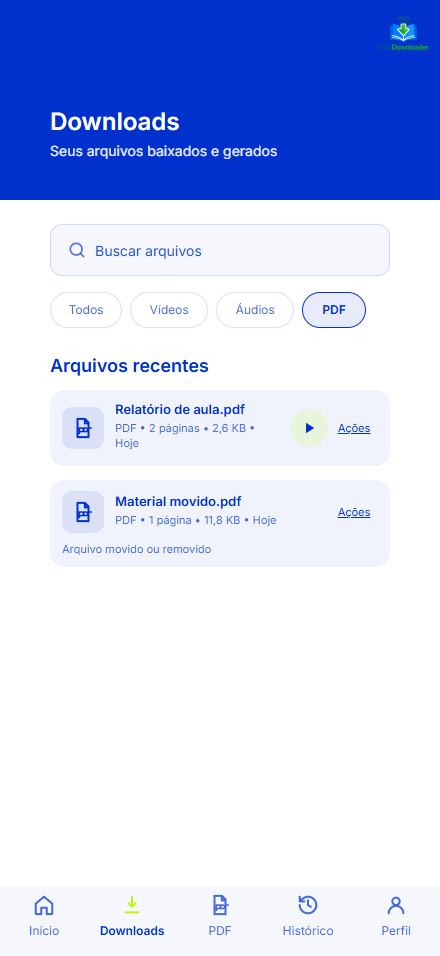 Downloader
Downloads
Seus arquivos baixados e gerados
Buscar arquivos
Todos
Vídeos
Áudios
PDF
Arquivos recentes
Relatório de aula.pdf
PDF • 2 páginas • 2,6 KB •
Hoje
Ações
Material movido.pdf
PDF • 1 página • 11,8 KB • Hoje
Ações
Arquivo movido ou removido
Início
Downloads
PDF
Histórico
Perfil